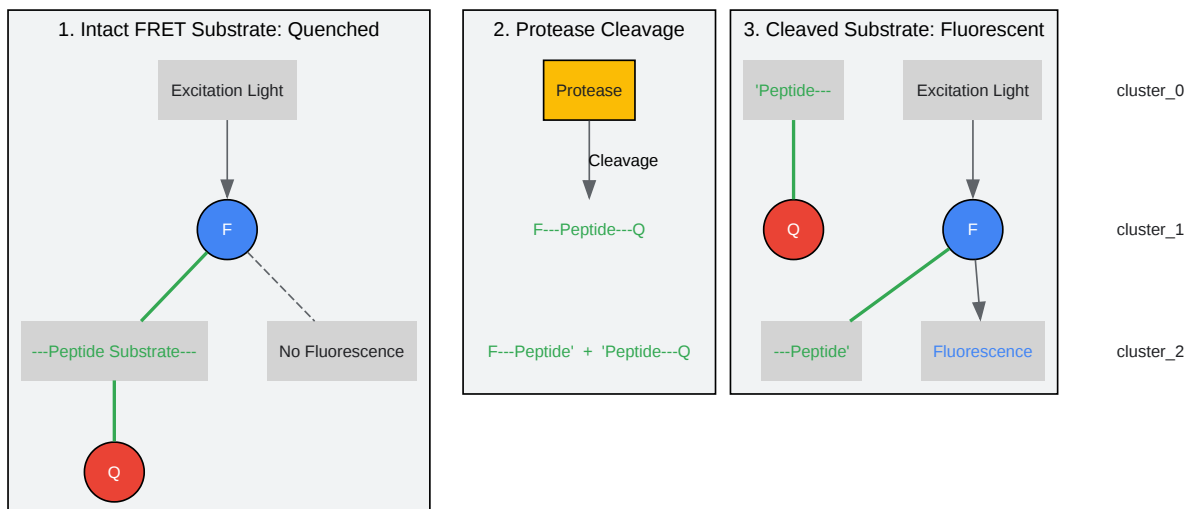 1. Intact FRET Substrate: Quenched
Excitation Light
F
---Peptide Substrate---
No Fluorescence
Q
2. Protease Cleavage
Protease
Cleavage
F---Peptide---Q
F---Peptide' + 'Peptide---Q
3. Cleaved Substrate: Fluorescent
'Peptide---
Excitation Light
Q
F
---Peptide'
Fluorescence
cluster_0
cluster_1
cluster_2